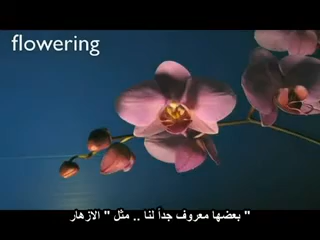 flowering
" بعضها معروف جداً لنا .. مثل " الازهار